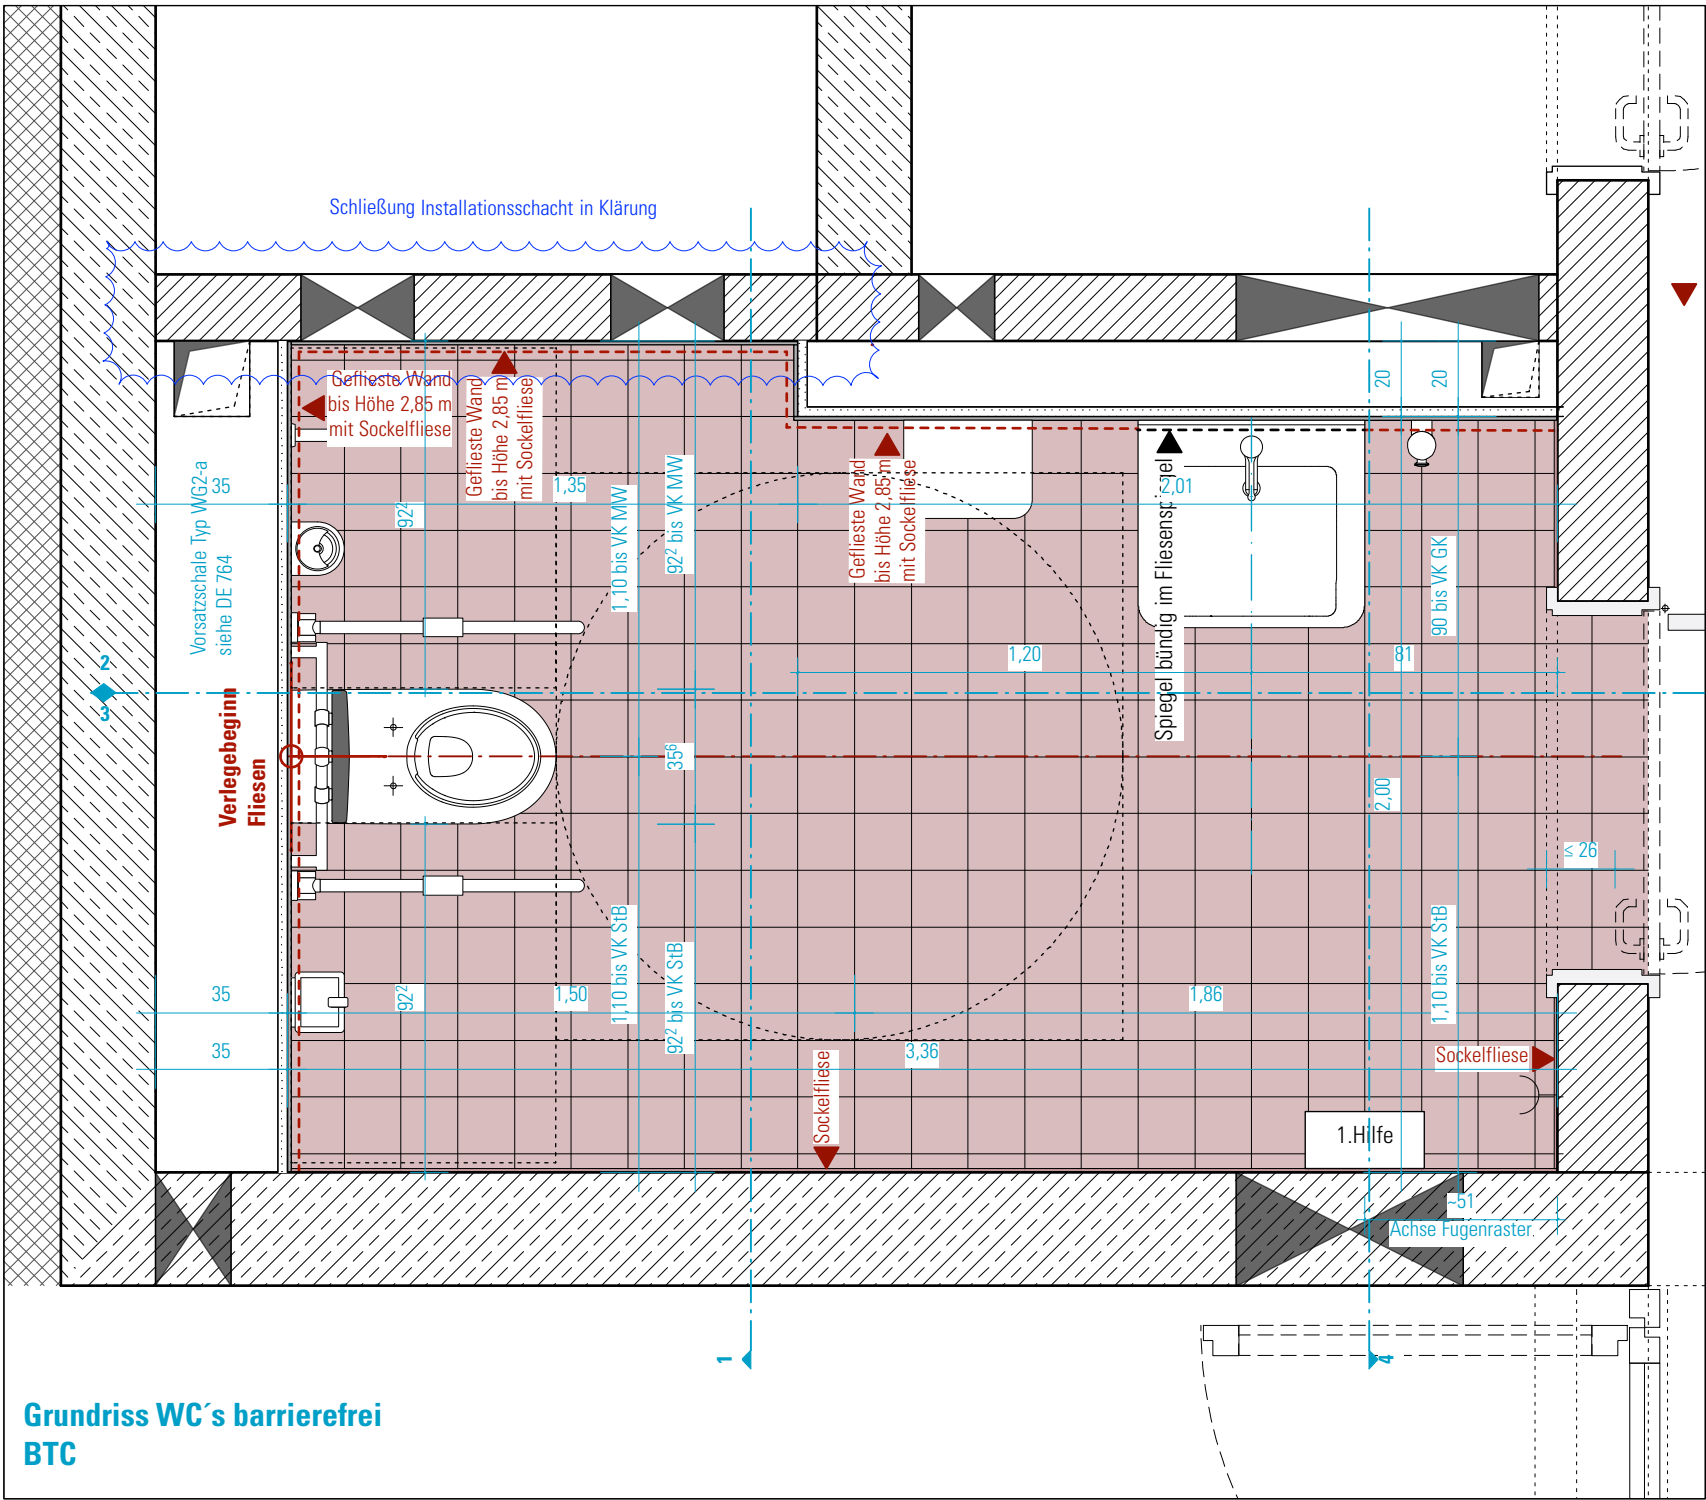 Schließung Installationsschacht in Klärung
Geflieste Wand
bis Höhe 2,85 m
mit Sockelfliese
Geflieste Wand
bis Höhe 2,85 m
mit Sockelfliese
Geflieste Wand
bis Höhe 2,85 m
mit Sockelfliese
20
20
Vorsatzschale Typ WG2-a
siehe DE 764
35
92²
1,35
1,10 bis VK MW
92² bis VK MW
2,01
Spiegel bündig im Fliesenspiegel
90 bis VK GK
1,20
81
2
3
Verlegebeginn
Fliesen
35⁶
2,00
≤ 26
35
92²
1,50
1,10 bis VK StB
92² bis VK StB
1,86
1,10 bis VK StB
35
3,36
Sockelfliese
Sockelfliese
1.Hilfe
~51
Achse Fugenraster
1
4
Grundriss WC´s barrierefrei
BTC